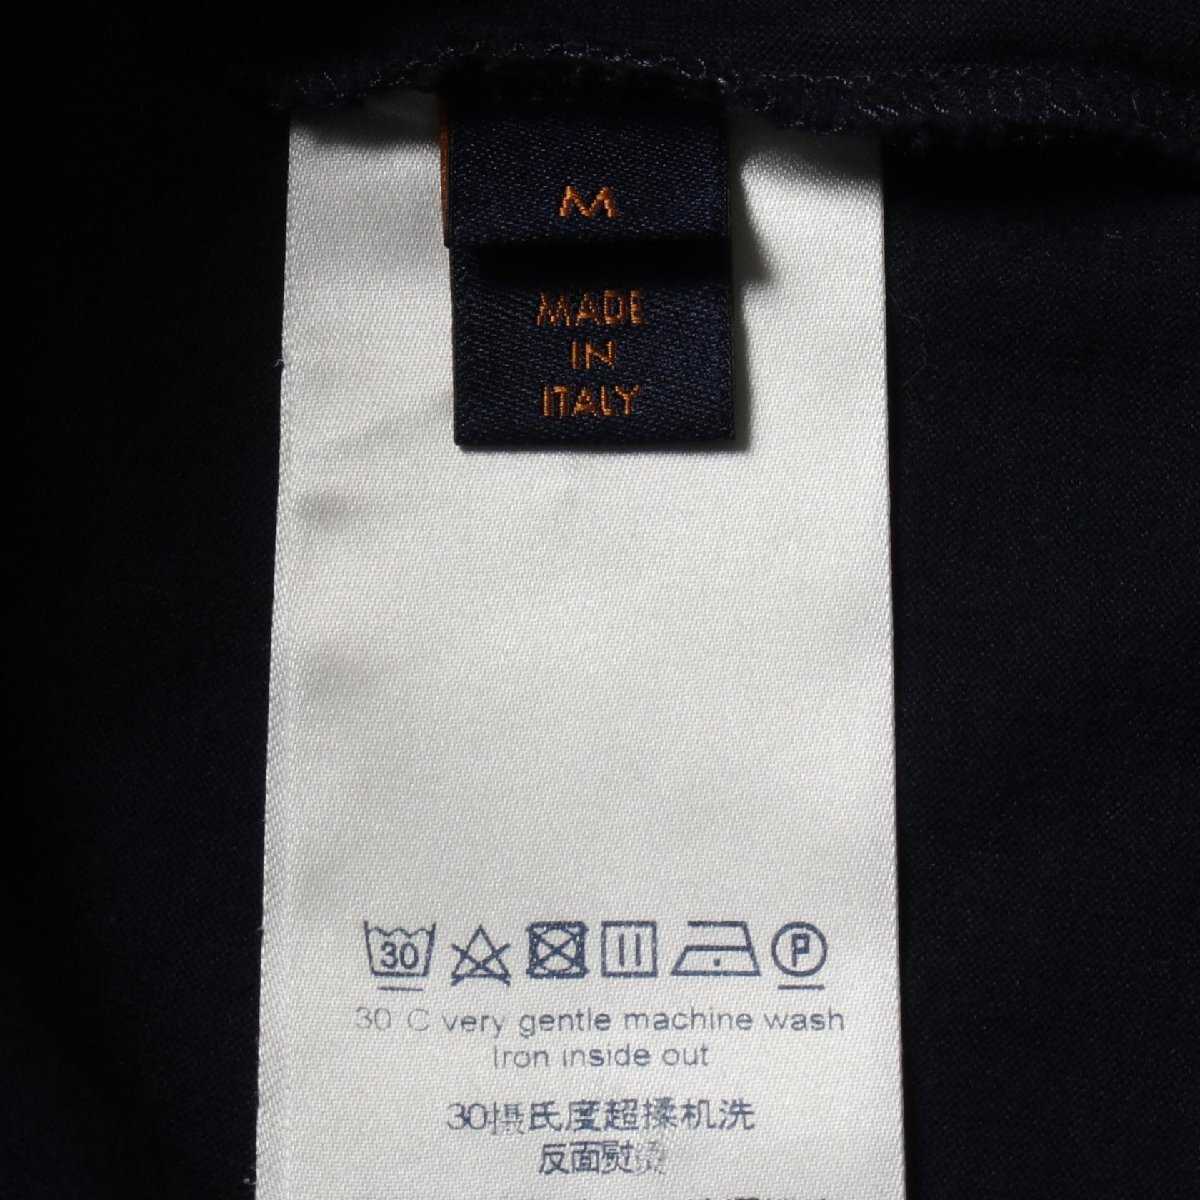 M
MADE
IN
ITALY
30 P
30 C very gentle machine wash
Iron inside out
30摄氏度超揉机洗
反面熨烫